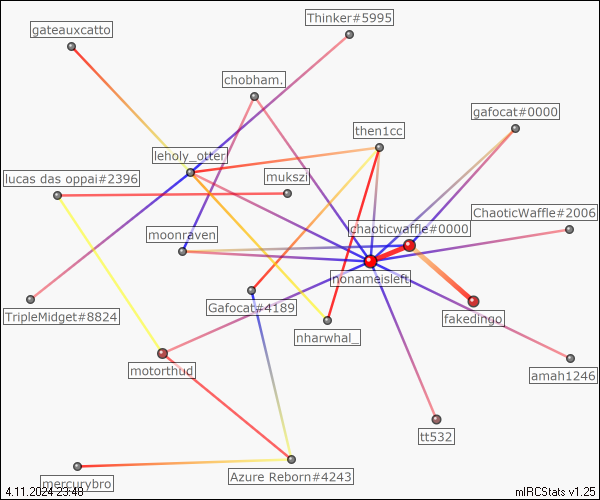 Thinker#5995
gateauxcatto
chobham.
gafocat#0000
then1cc
leholy_otter
mukszi
lucas das oppai#2396
ChaoticWaffle#2006
chaoticwaffle#0000
moonraven
nonameisleft
Gafocat#4189
TripleMidget#8824
fakedingo
nharwhal_
motorthud
amah1246
tt532
Azure Reborn#4243
mercurybro
4.11.2024 23:48
mIRCStats v1.25